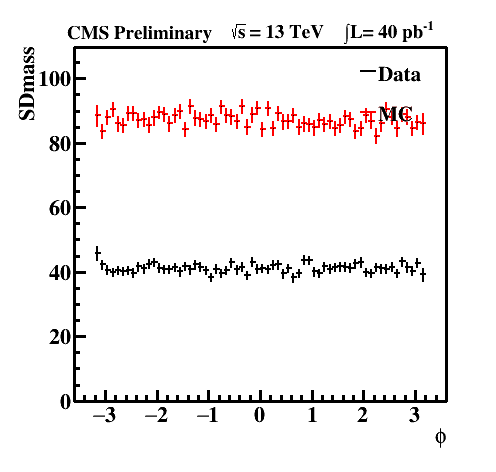 CMS Preliminary √s = 13 TeV ∫L= 40 pb⁻¹
SDmass
Data
MC
100
80
60
40
20
0
−3 −2 −1 0 1 2 3
ϕ